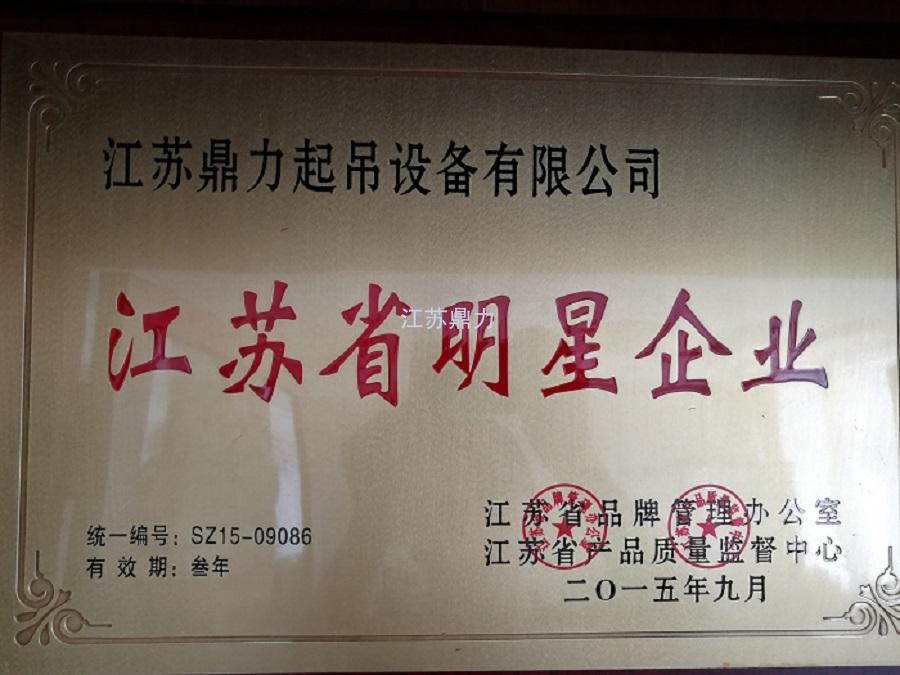 江苏鼎力起吊设备有限公司
江苏省明星企业
江苏鼎力
统一编号：SZ15-09086
有效期：叁年
江苏省品牌管理办公室
江苏省产品质量监督中心
二〇一五年九月